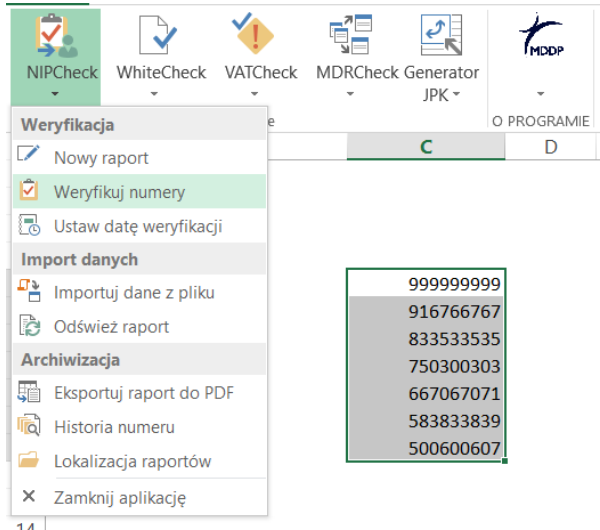 NIPCheck WhiteCheck VATCheck MDRCheck Generator JPK
MDDP
O PROGRAMIE
Weryfikacja
Nowy raport
Weryfikuj numery
Ustaw datę weryfikacji
Import danych
Importuj dane z pliku
Odśwież raport
Archiwizacja
Eksportuj raport do PDF
Historia numeru
Lokalizacja raportów
Zamknij aplikację
C D
999999999
916766767
833533535
750300303
667067071
583833839
500600607
14